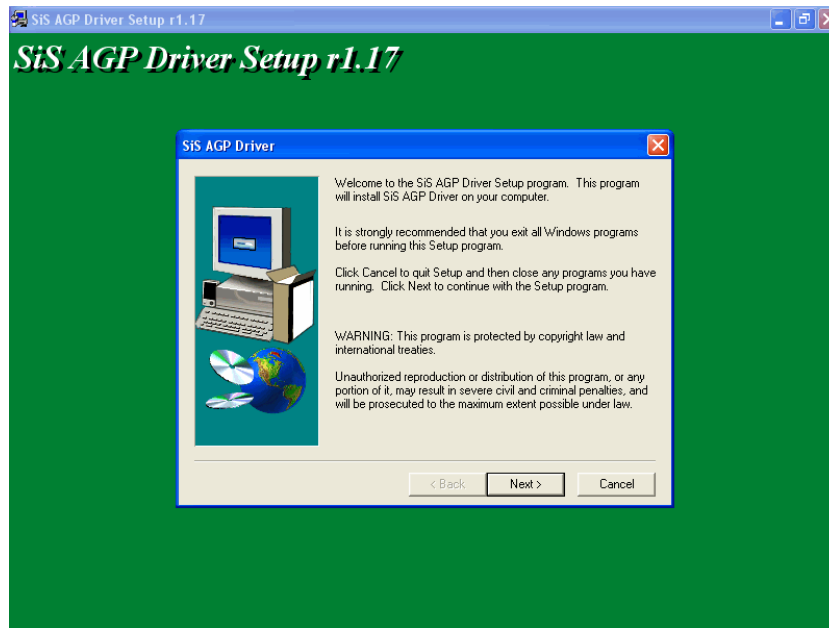 SiS AGP Driver Setup r1.17
SiS AGP Driver Setup r1.17
SiS AGP Driver
Welcome to the SiS AGP Driver Setup program.  This program
will install SiS AGP Driver on your computer.
It is strongly recommended that you exit all Windows programs
before running this Setup program.
Click Cancel to quit Setup and then close any programs you have
running.  Click Next to continue with the Setup program.
WARNING: This program is protected by copyright law and
international treaties.
Unauthorized reproduction or distribution of this program, or any
portion of it, may result in severe civil and criminal penalties, and
will be prosecuted to the maximum extent possible under law.
< Back Next > Cancel